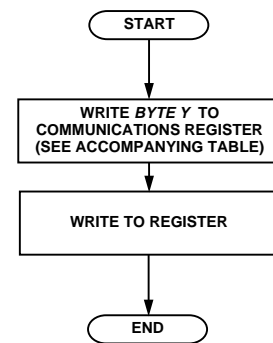 START
WRITE BYTE Y TO
COMMUNICATIONS REGISTER
(SEE ACCOMPANYING TABLE)
WRITE TO REGISTER
END